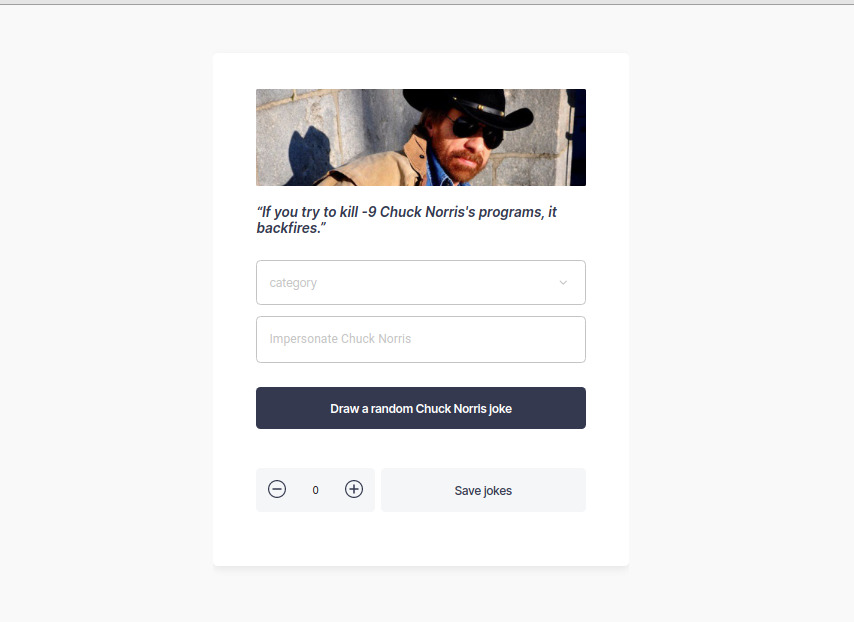 “If you try to kill -9 Chuck Norris's programs, it
backfires.”
category
Impersonate Chuck Norris
Draw a random Chuck Norris joke
0
Save jokes